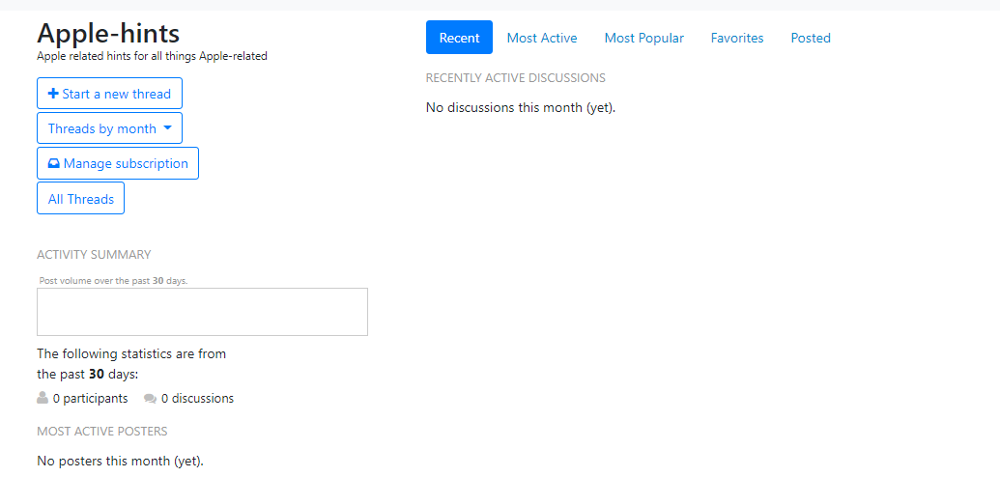 Apple-hints
Apple related hints for all things Apple-related
Start a new thread
Threads by month
Manage subscription
All Threads
ACTIVITY SUMMARY
Post volume over the past 30 days.
The following statistics are from
the past 30 days:
0 participants 0 discussions
MOST ACTIVE POSTERS
No posters this month (yet).
Recent Most Active Most Popular Favorites Posted
RECENTLY ACTIVE DISCUSSIONS
No discussions this month (yet).